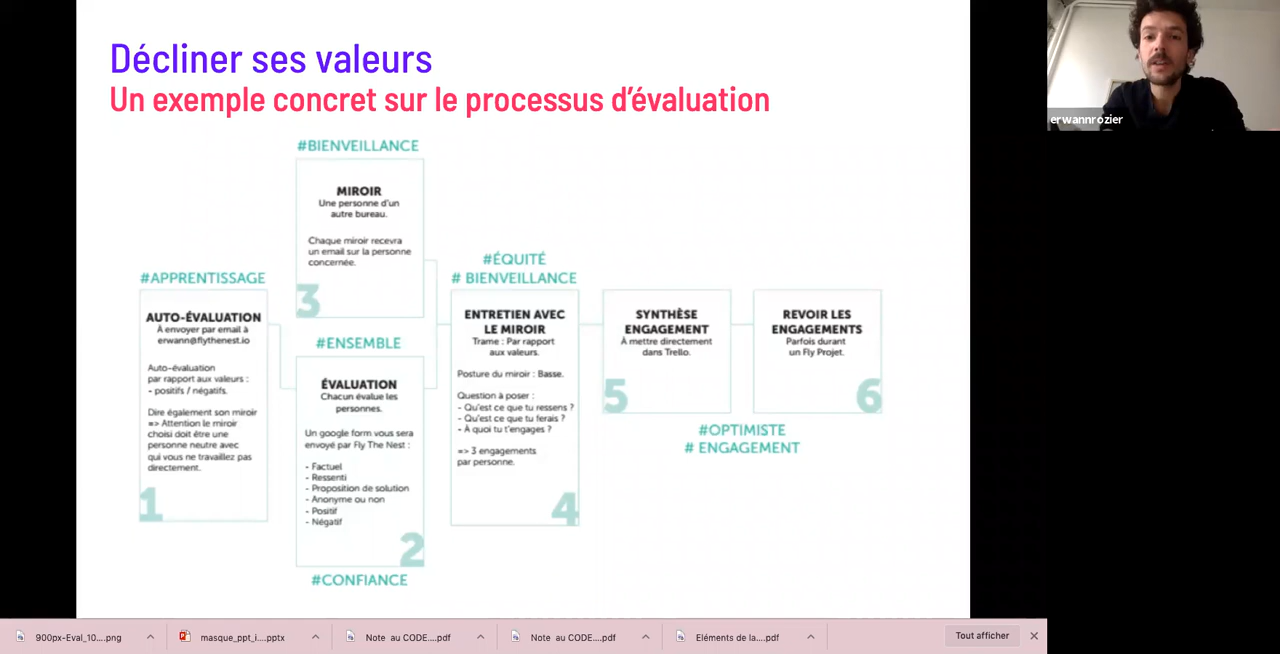 Décliner ses valeurs
Un exemple concret sur le processus d'évaluation
erwannrozier
#BIENVEILLANCE
MIROIR
Une personne d'un
autre bureau.
Chaque miroir recevra
un email sur la personne
concernée.
3
#APPRENTISSAGE
AUTO-ÉVALUATION
À envoyer par email à
erwann@flythenest.io
Auto-évaluation
par rapport aux valeurs :
- positifs / négatifs.
Dire également son miroir
=> Attention le miroir
choisi doit être une
personne neutre avec
qui vous ne travaillez pas
directement.
1
#ENSEMBLE
ÉVALUATION
Chacun évalue les
personnes.
Un google form vous sera
envoyé par Fly The Nest :
- Factuel
- Ressenti
- Proposition de solution
- Anonyme ou non
- Positif
- Négatif
2
#CONFIANCE
#ÉQUITÉ
# BIENVEILLANCE
ENTRETIEN AVEC
LE MIROIR
Trame : Par rapport
aux valeurs.
Posture du miroir : Basse.
Question à poser :
- Qu'est ce que tu ressens ?
- Qu'est ce que tu ferais ?
- À quoi tu t'engages ?
=> 3 engagements
par personne.
4
SYNTHÈSE
ENGAGEMENT
À mettre directement
dans Trello.
5
REVOIR LES
ENGAGEMENTS
Parfois durant
un Fly Projet.
6
#OPTIMISTE
# ENGAGEMENT
900px-Eval_10....png
masque_ppt_i....pptx
Note au CODE....pdf
Note au CODE....pdf
Eléments de la....pdf
Tout afficher